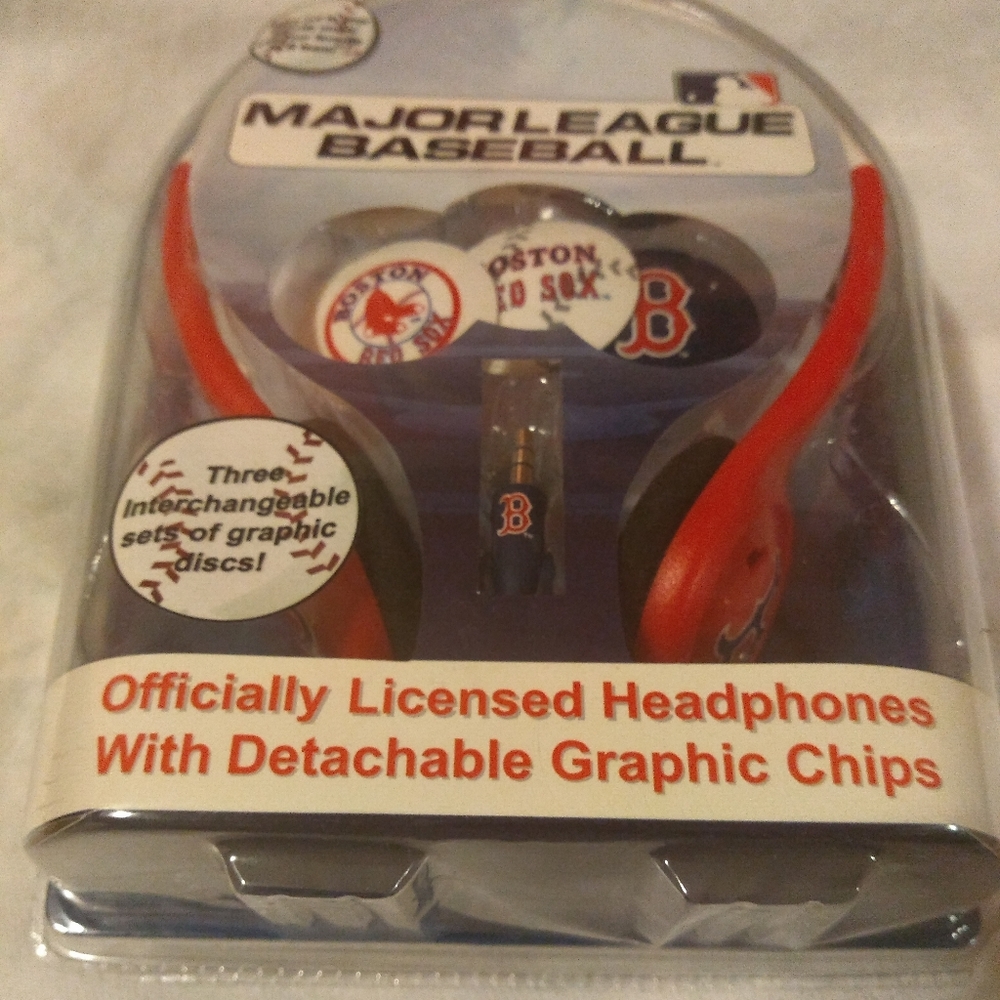 MAJOR LEAGUE
BASEBALL
BOSTON
RED SOX
BOSTON
RED SOX
B
B
Three
Interchangeable
sets of graphic
discs!
Officially Licensed Headphones
With Detachable Graphic Chips